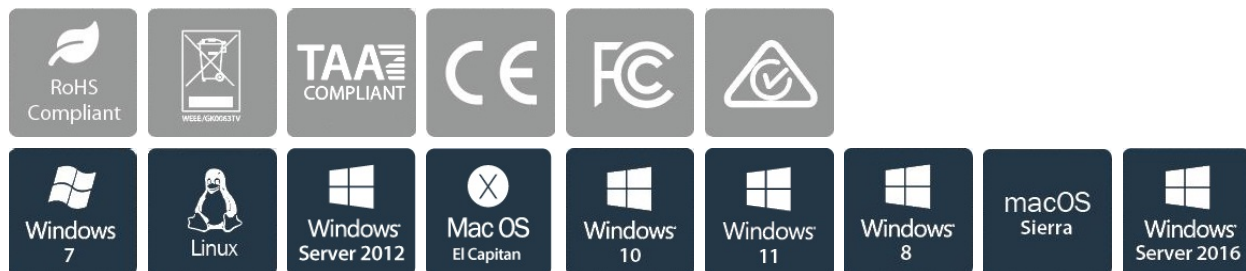 RoHS
Compliant
WEEE/GK0063TV
TAA
COMPLIANT
CE
FC
Windows
7
Linux
Windows
Server 2012
X
Mac OS
El Capitan
Windows
10
Windows
11
Windows
8
macOS
Sierra
Windows
Server 2016